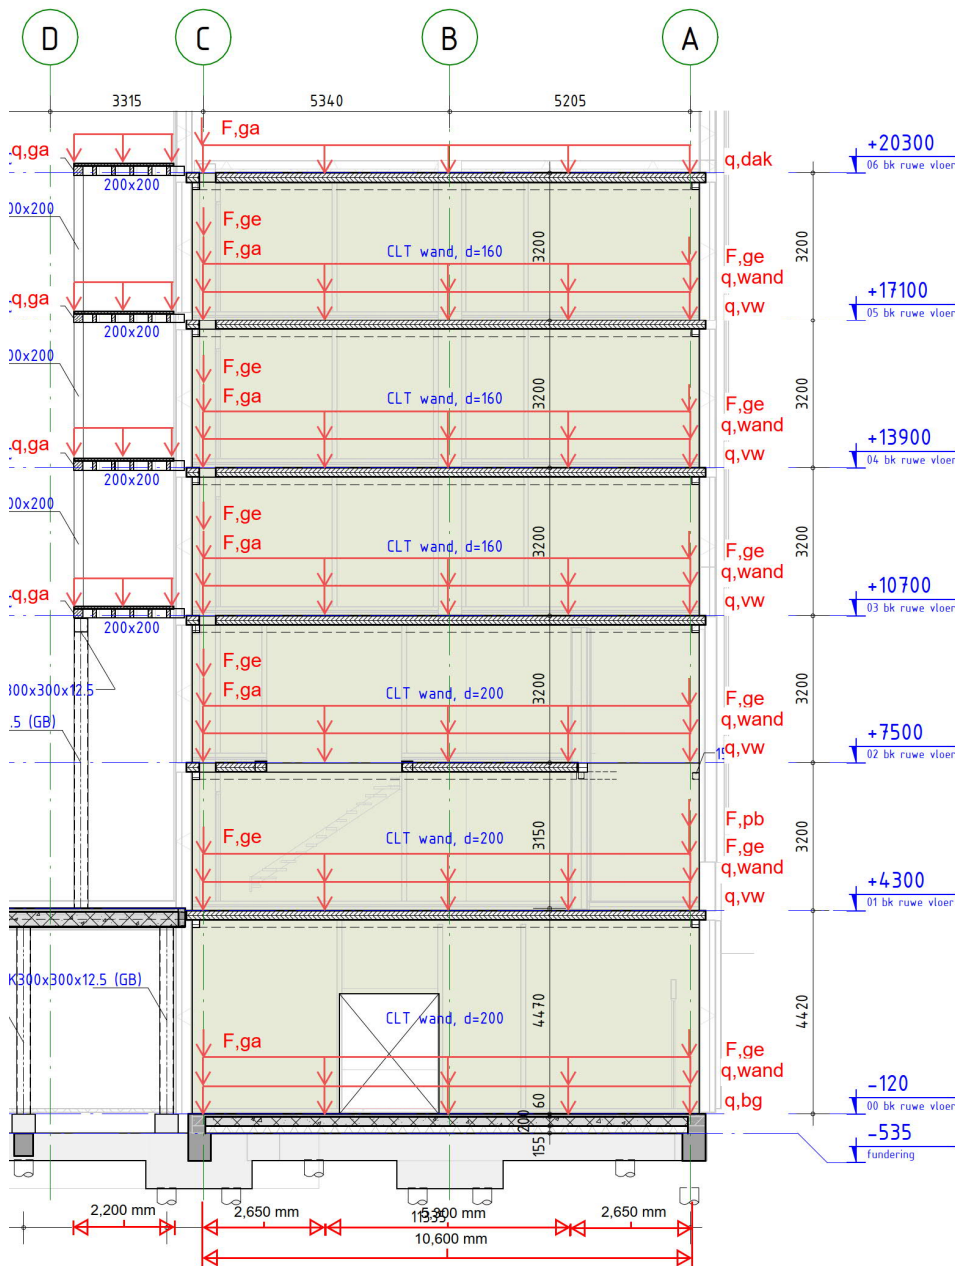 D C B A
3315 5340 5205
F,ga
+20300
q,ga
q,dak
06 bk ruwe vloer
200x200
00x200
F,ge
3200
3200
F,ga
CLT wand, d=160
F,ge
q,wand
+17100
q,ga
q,vw
05 bk ruwe vloer
200x200
00x200
F,ge
3200
3200
F,ga
CLT wand, d=160
F,ge
q,wand
+13900
q,ga
q,vw
04 bk ruwe vloer
200x200
00x200
F,ge
3200
3200
F,ga
CLT wand, d=160
F,ge
q,wand
+10700
q,ga
q,vw
03 bk ruwe vloer
200x200
F,ge
3200
3200
300x300x12.5
F,ga
CLT wand, d=200
F,ge
.5 (GB)
q,wand
+7500
q,vw
02 bk ruwe vloer
F,pb
F,ge
CLT wand, d=200
3150
3200
F,ge
q,wand
+4300
q,vw
01 bk ruwe vloer
K300x300x12.5 (GB)
CLT wand, d=200
4470
4420
F,ga
F,ge
q,wand
-120
q,bg
00 bk ruwe vloer
60
200
155
-535
fundering
2,200 mm 2,650 mm 5,300 mm 2,650 mm
11335
10,600 mm